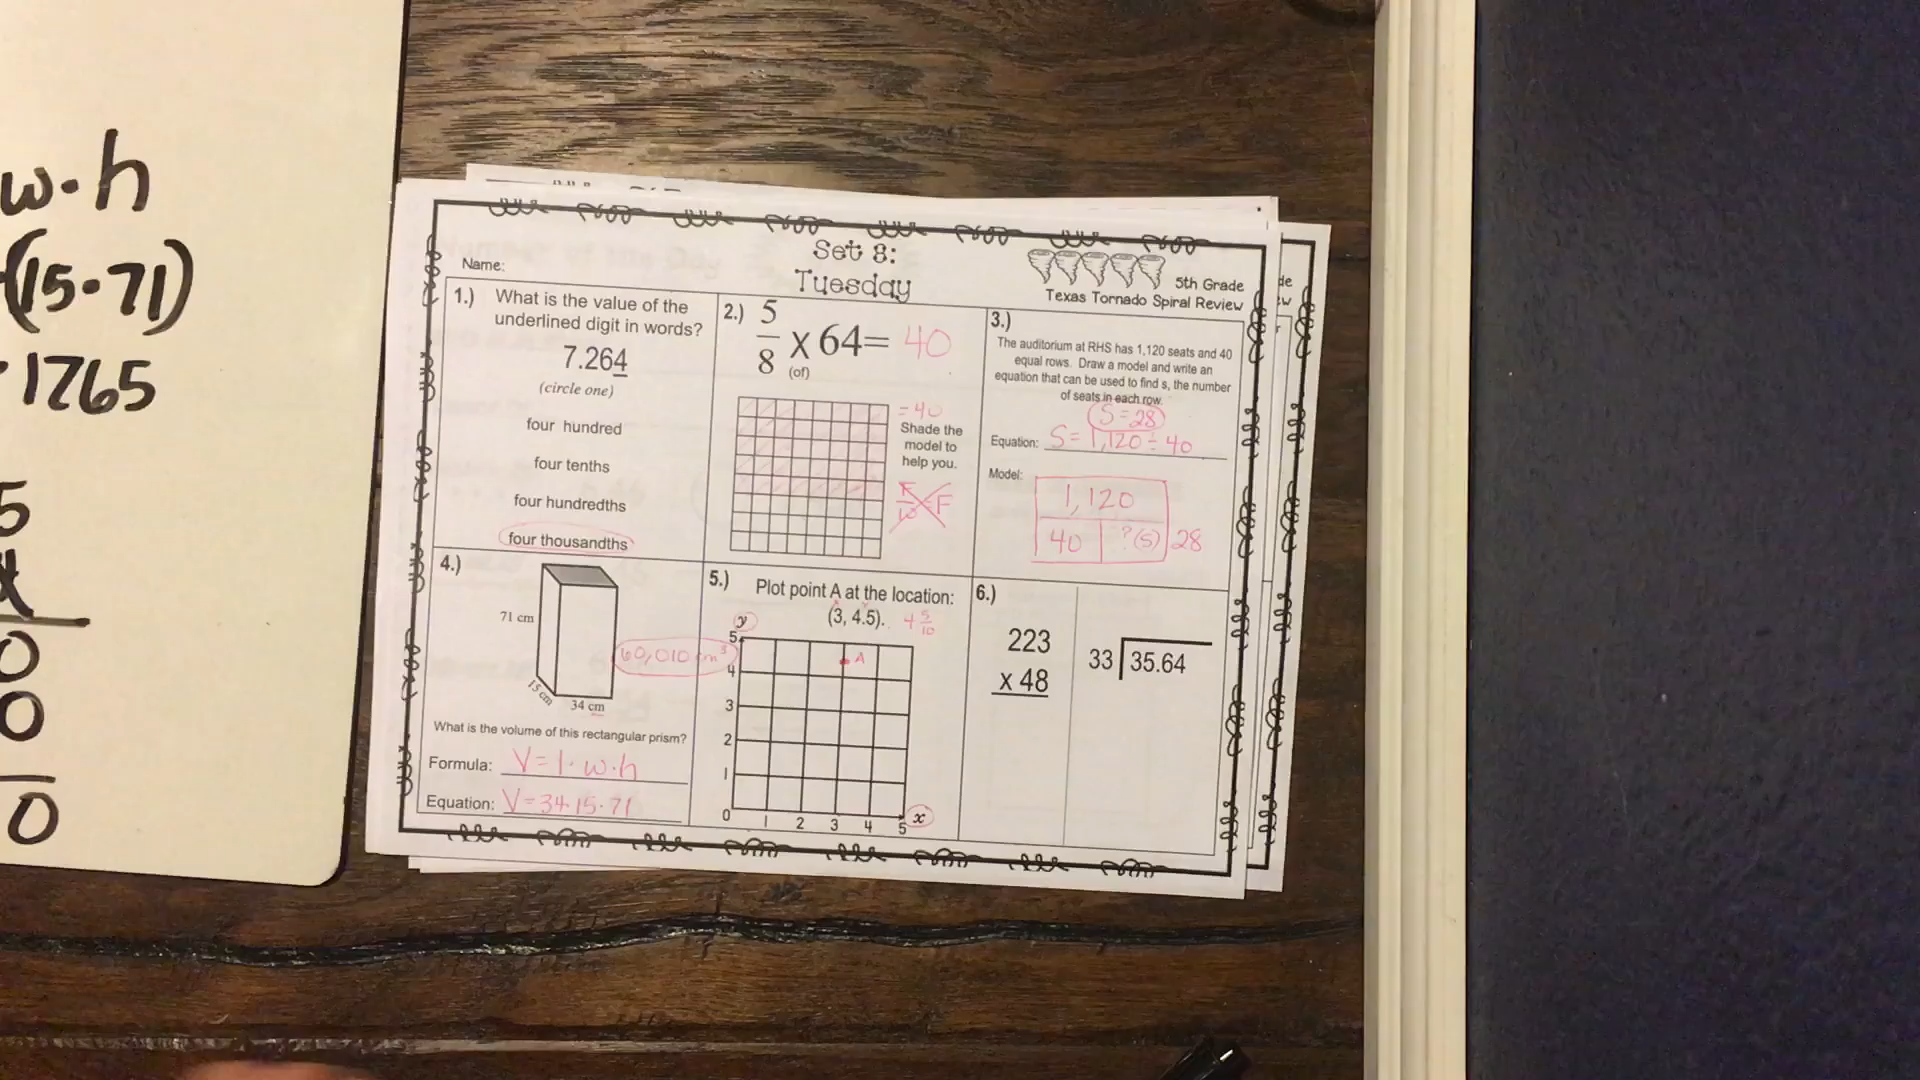 w·h
(15·71)
·1765
5
0
0
0
Name:
Set 8:
Tuesday
5th Grade
Texas Tornado Spiral Review
1.) What is the value of the
underlined digit in words?
7.264
(circle one)
four hundred
four tenths
four hundredths
four thousandths
2.) 5
8 (of) x 64= 40
= 40
Shade the
model to
help you.
3.)
The auditorium at RHS has 1,120 seats and 40
equal rows. Draw a model and write an
equation that can be used to find s, the number
of seats in each row.
S=28
Equation: S= 1,120÷40
Model:
1,120
40 ?(s) 28
4.)
71 cm
15 cm
34 cm
60,010 cm³
What is the volume of this rectangular prism?
Formula: V=l·w·h
Equation: V=34·15·71
5.) Plot point A at the location:
(3, 4.5). 4 5/10
y
5
4
3
2
1
0 1 2 3 4 5 x
A
6.)
223
x 48
33 35.64
de